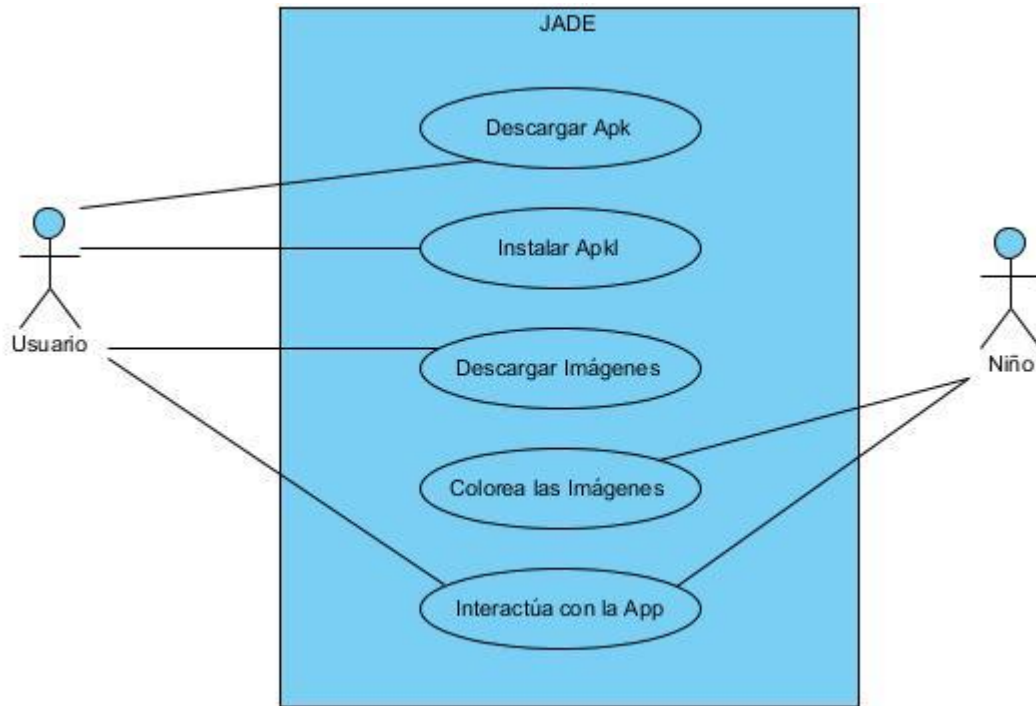 JADE
Descargar Apk
Instalar Apkl
Usuario
Descargar Imágenes
Niño
Colorea las Imágenes
Interactúa con la App